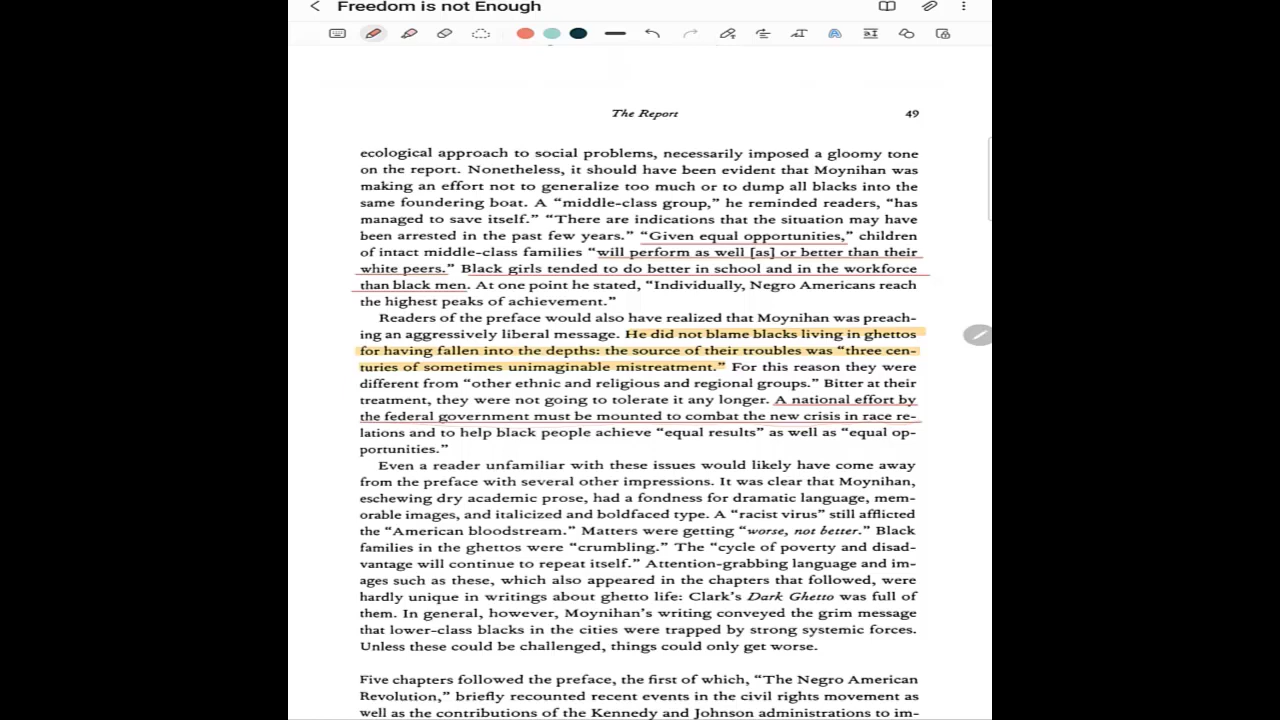 Freedom is not Enough
The Report 49
ecological approach to social problems, necessarily imposed a gloomy tone
on the report. Nonetheless, it should have been evident that Moynihan was
making an effort not to generalize too much or to dump all blacks into the
same foundering boat. A “middle-class group,” he reminded readers, “has
managed to save itself.” “There are indications that the situation may have
been arrested in the past few years.” “Given equal opportunities,” children
of intact middle-class families “will perform as well [as] or better than their
white peers.” Black girls tended to do better in school and in the workforce
than black men. At one point he stated, “Individually, Negro Americans reach
the highest peaks of achievement.”
Readers of the preface would also have realized that Moynihan was preach-
ing an aggressively liberal message. He did not blame blacks living in ghettos
for having fallen into the depths: the source of their troubles was “three cen-
turies of sometimes unimaginable mistreatment.” For this reason they were
different from “other ethnic and religious and regional groups.” Bitter at their
treatment, they were not going to tolerate it any longer. A national effort by
the federal government must be mounted to combat the new crisis in race re-
lations and to help black people achieve “equal results” as well as “equal op-
portunities.”
Even a reader unfamiliar with these issues would likely have come away
from the preface with several other impressions. It was clear that Moynihan,
eschewing dry academic prose, had a fondness for dramatic language, mem-
orable images, and italicized and boldfaced type. A “racist virus” still afflicted
the “American bloodstream.” Matters were getting “worse, not better.” Black
families in the ghettos were “crumbling.” The “cycle of poverty and disad-
vantage will continue to repeat itself.” Attention-grabbing language and im-
ages such as these, which also appeared in the chapters that followed, were
hardly unique in writings about ghetto life: Clark’s Dark Ghetto was full of
them. In general, however, Moynihan’s writing conveyed the grim message
that lower-class blacks in the cities were trapped by strong systemic forces.
Unless these could be challenged, things could only get worse.
Five chapters followed the preface, the first of which, “The Negro American
Revolution,” briefly recounted recent events in the civil rights movement as
well as the contributions of the Kennedy and Johnson administrations to im-